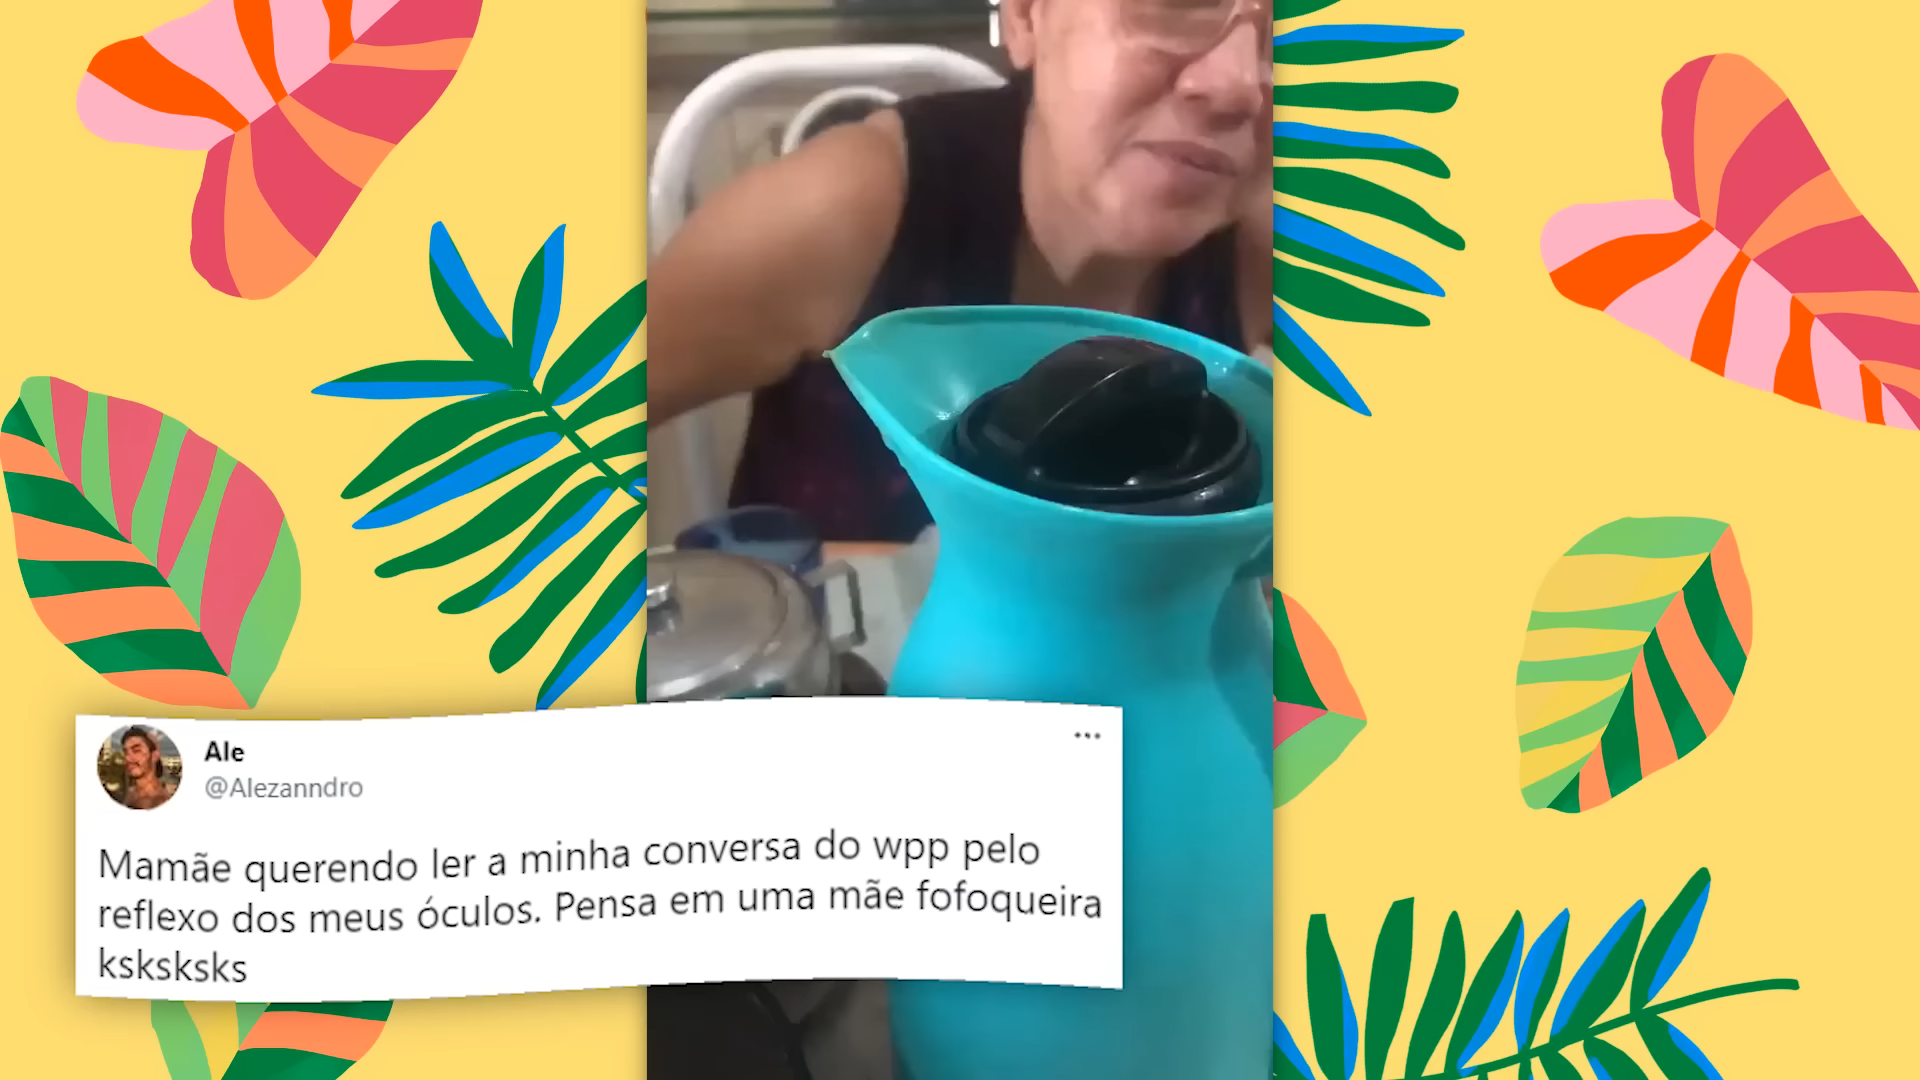 Ale
@Alezanndro
Mamãe querendo ler a minha conversa do wpp pelo
reflexo dos meus óculos. Pensa em uma mãe fofoqueira
ksksksks